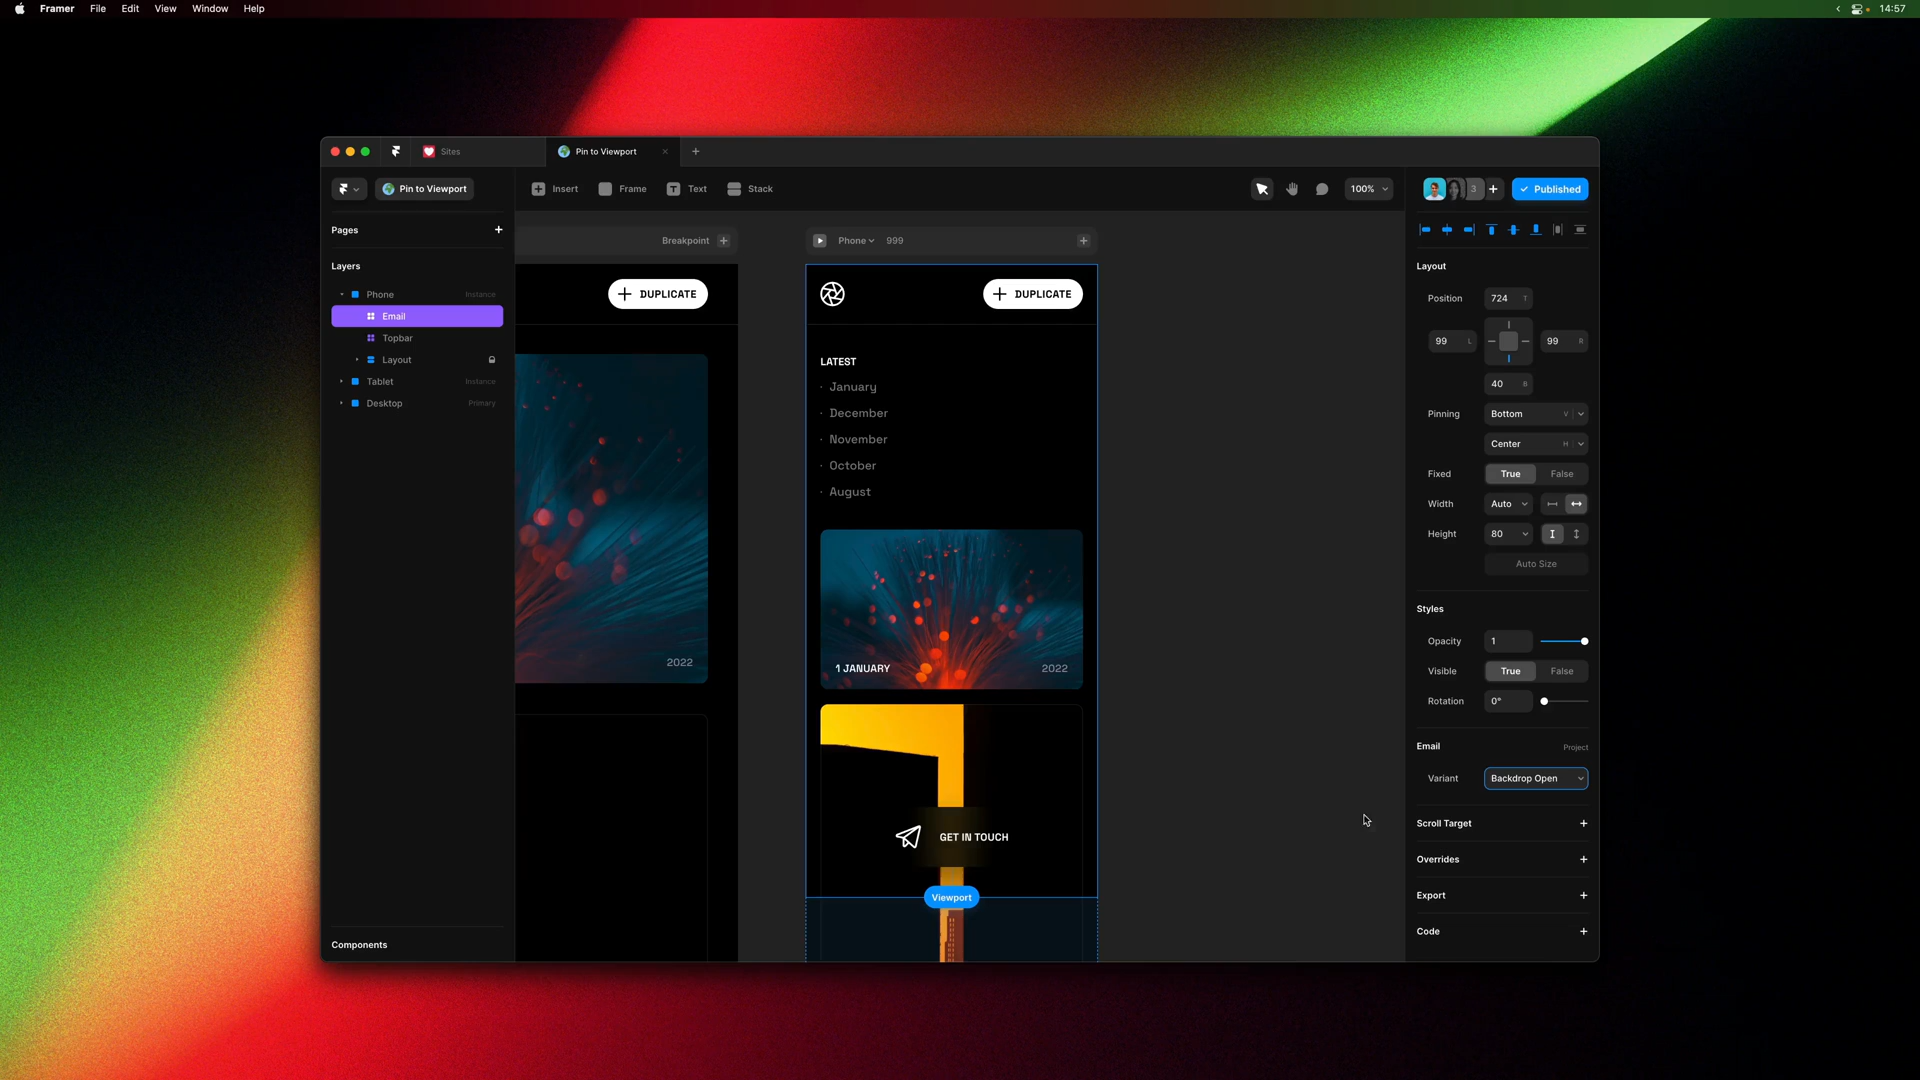 Framer File Edit View Window Help 14:57
Sites
Pin to Viewport
Pin to Viewport
Insert
Frame
Text
Stack
100%
3
Published
Pages
Layers
Phone Instance
Email
Topbar
Layout
Tablet Instance
Desktop Primary
Components
Breakpoint
DUPLICATE
2022
Phone 999
DUPLICATE
LATEST
· January
· December
· November
· October
· August
1 JANUARY 2022
GET IN TOUCH
Viewport
Layout
Position 724 T
99 L 99 R
40 B
Pinning Bottom V
Center H
Fixed True False
Width Auto
Height 80
Auto Size
Styles
Opacity 1
Visible True False
Rotation 0°
Email Project
Variant Backdrop Open
Scroll Target
Overrides
Export
Code